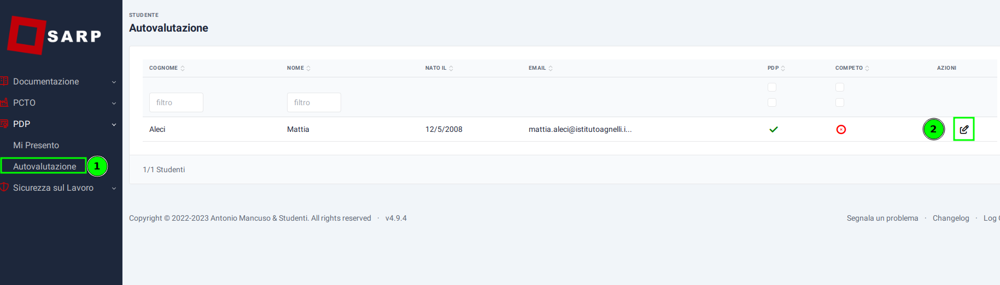 SARP
Documentazione
PCTO
PDP
Mi Presento
Autovalutazione 1
Sicurezza sul Lavoro
STUDENTE
Autovalutazione
COGNOME NOME NATO IL EMAIL PDP COMPETO AZIONI
filtro filtro
Aleci Mattia 12/5/2008 mattia.aleci@istitutoagnelli.i... 2
1/1 Studenti
Copyright © 2022-2023 Antonio Mancuso & Studenti. All rights reserved · v4.9.4 Segnala un problema · Changelog · Log